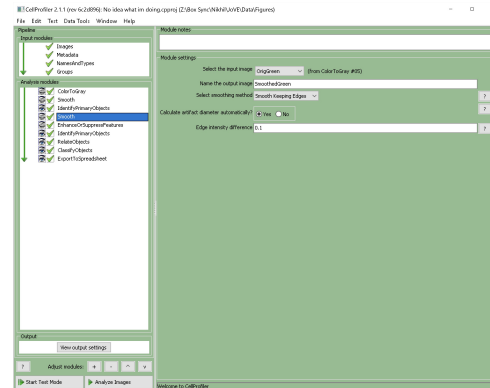 CellProfiler 2.1.1 (rev 6c2d896): No idea what im doing.cpproj (Z:\Box Sync\Nikhil\JoVE\Data\Figures)
File Edit Test Data Tools Window Help
Pipeline
Input modules
Images
Metadata
NamesAndTypes
Groups
Analysis modules
ColorToGray
Smooth
IdentifyPrimaryObjects
Smooth
EnhanceOrSuppressFeatures
IdentifyPrimaryObjects
RelateObjects
ClassifyObjects
ExportToSpreadsheet
Output
View output settings
? Adjust modules: + - ^ v
Start Test Mode Analyze Images
Module notes
Module settings
Select the input image OrigGreen (from ColorToGray #05)
Name the output image SmoothedGreen
Select smoothing method Smooth Keeping Edges ?
Calculate artifact diameter automatically? Yes No ?
Edge intensity difference 0.1 ?
Welcome to CellProfiler